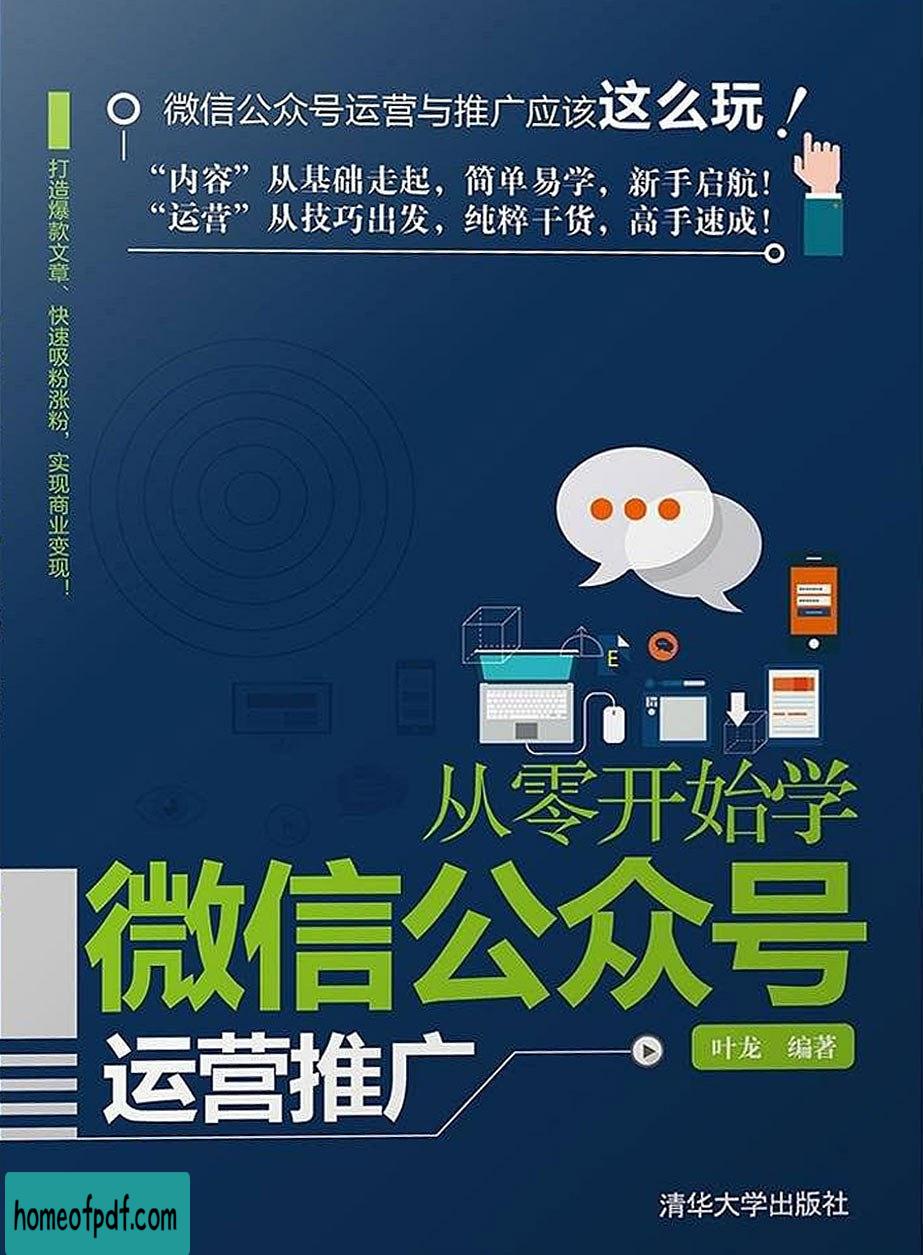 微信公众号运营与推广应该这么玩！
“内容”从基础走起，简单易学，新手启航！
“运营”从技巧出发，纯粹干货，高手速成！
打造爆款文章、快速吸粉涨粉，实现商业变现！
E
从零开始学
微信公众号
运营推广
叶龙 编著
清华大学出版社
homeofpdf.com